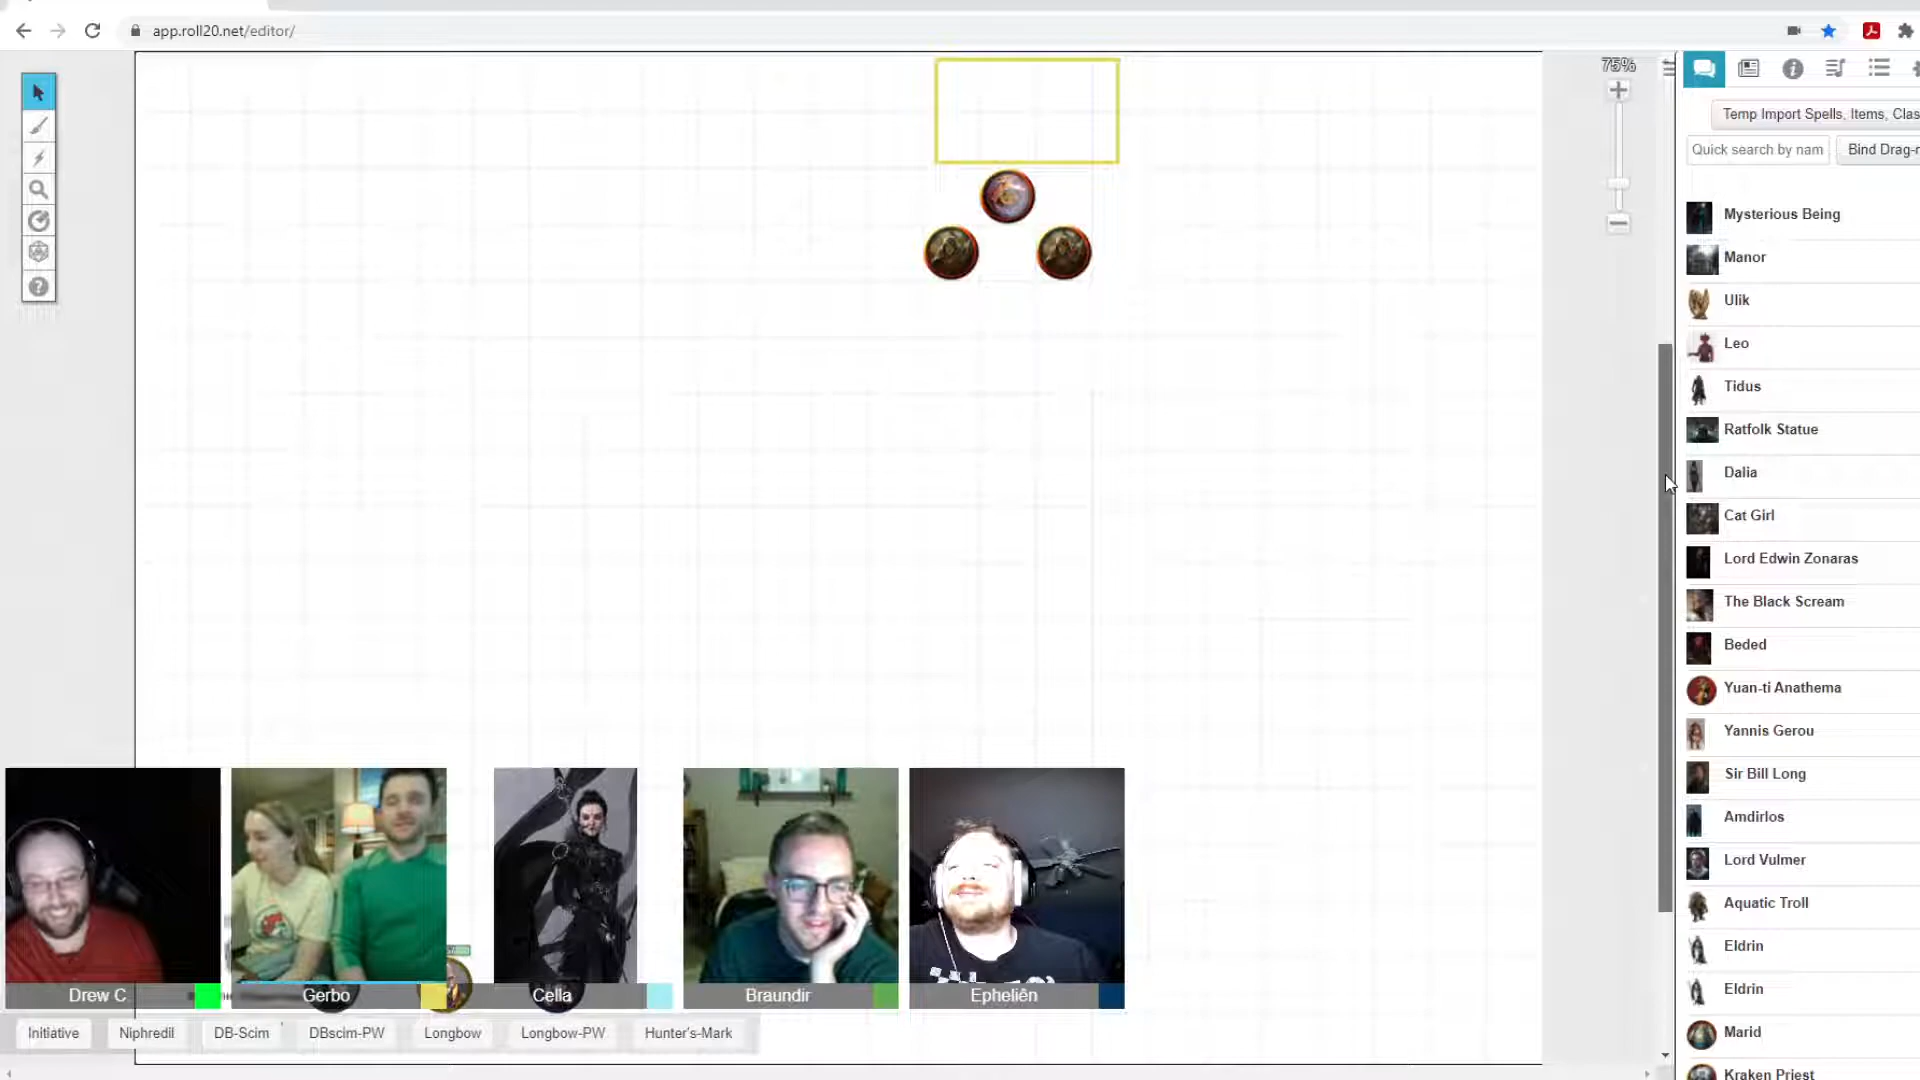 app.roll20.net/editor/
75%
Temp Import Spells, Items, Clas
Quick search by nam
Bind Drag-n
Mysterious Being
Manor
Ulik
Leo
Tidus
Ratfolk Statue
Dalia
Cat Girl
Lord Edwin Zonaras
The Black Scream
Beded
Yuan-ti Anathema
Yannis Gerou
Sir Bill Long
Amdirlos
Lord Vulmer
Aquatic Troll
Eldrin
Eldrin
Marid
Kraken Priest
Drew C
Gerbo
Cella
Braundir
Epheliên
Initiative
Niphredil
DB-Scim
DBscim-PW
Longbow
Longbow-PW
Hunter's-Mark